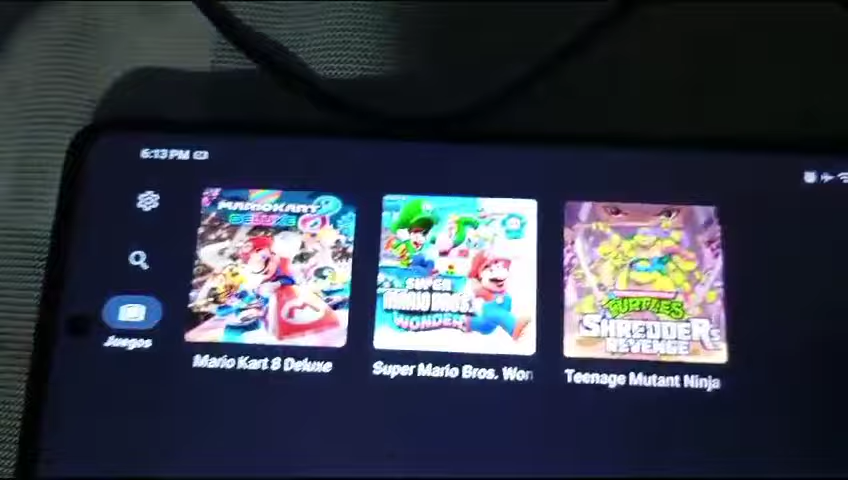 6:13 PM
MARIOKART 8
DELUXE
SUPER
MARIO BROS.
WONDER
TURTLES
SHREDDER'S
REVENGE
Juegos
Mario Kart 8 Deluxe
Super Mario Bros. Won
Teenage Mutant Ninja